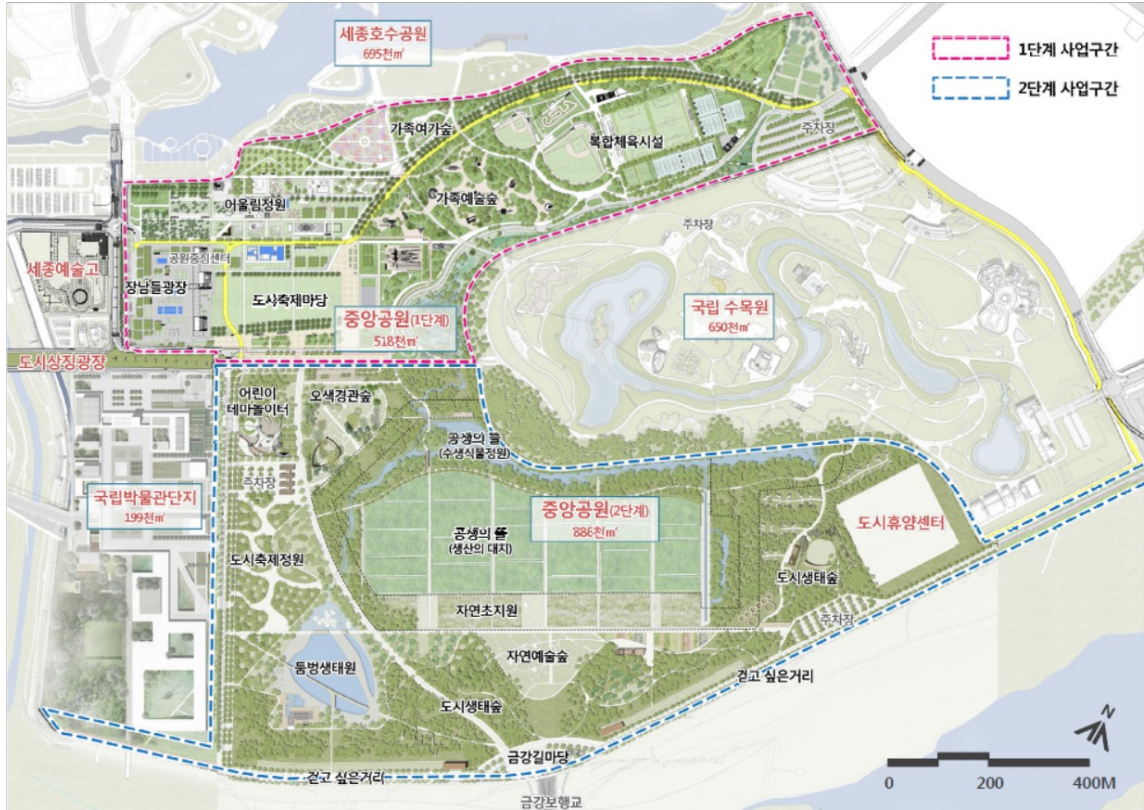 세종호수공원
695천㎡
1단계 사업구간
2단계 사업구간
가족여가숲
복합체육시설
주차장
어울림정원
가족예술숲
주차장
공원중심센터
세종예술고
장남들광장
도시축제마당
국립 수목원
650천㎡
중앙공원(1단계)
518천㎡
도시상징광장
어린이
테마놀이터
오색경관숲
공생의 뜰
(수생식물정원)
주차장
국립박물관단지
199천㎡
중앙공원(2단계)
886천㎡
도시휴양센터
공생의 뜰
(생산의 대지)
도시축제정원
도시생태숲
자연초지원
주차장
자연예술숲
둠벙생태원
걷고 싶은거리
도시생태숲
금강길마당
걷고 싶은거리
금강보행교
N
0 200 400M